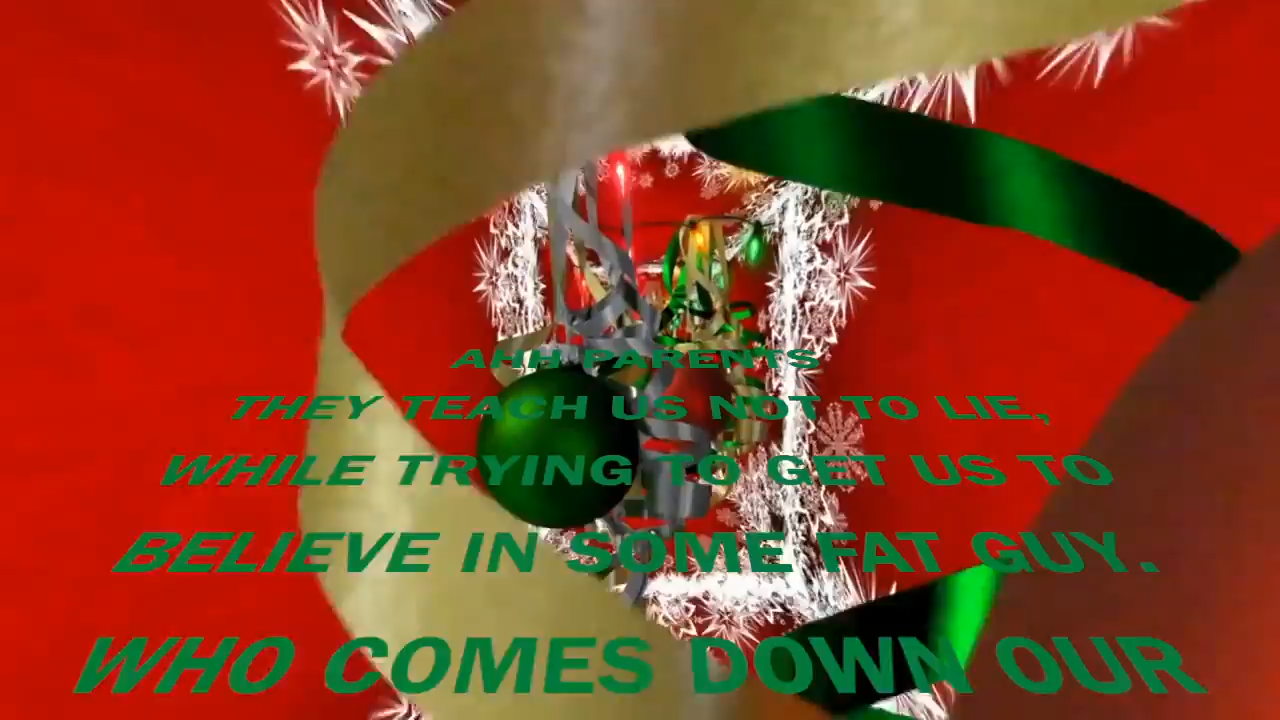 AHH PARENTS
THEY TEACH US NOT TO LIE,
WHILE TRYING TO GET US TO
BELIEVE IN SOME FAT GUY.
WHO COMES DOWN OUR